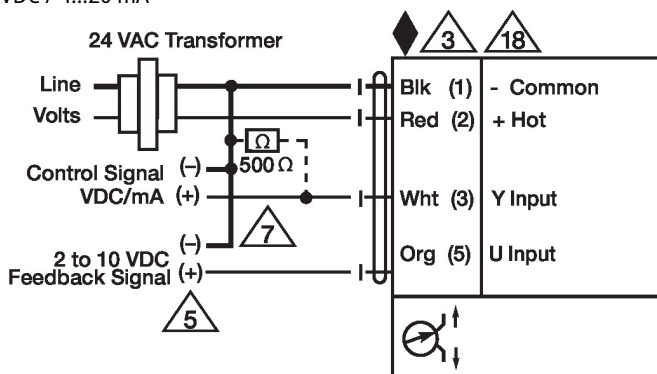 VDC / 4...20 mA
24 VAC Transformer
3
18
Line
Volts
Blk (1) - Common
Red (2) + Hot
Ω
500 Ω
Control Signal (-)
VDC/mA (+)
Wht (3) Y Input
7
(-)
2 to 10 VDC
Feedback Signal (+)
Org (5) U Input
5